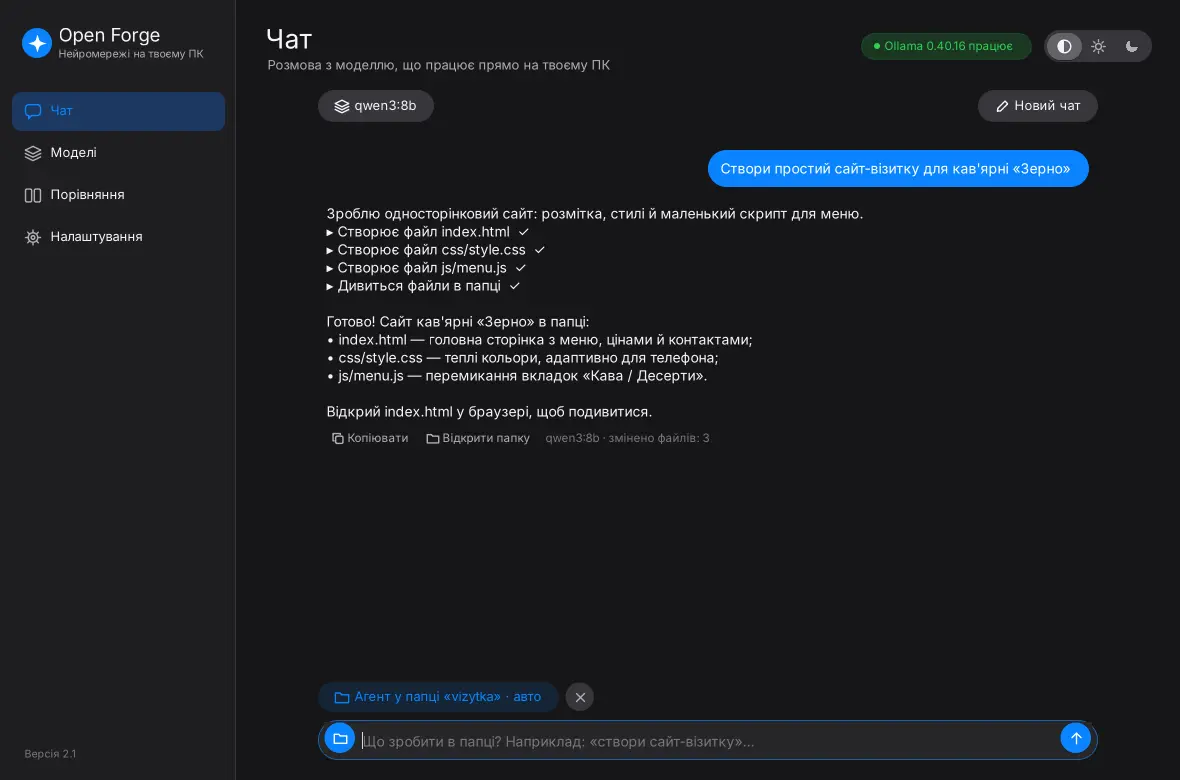 Open Forge
Нейромережі на твоєму ПК
Чат
Моделі
Порівняння
Налаштування
Версія 2.1
Чат
Розмова з моделлю, що працює прямо на твоєму ПК
● Ollama 0.40.16 працює
qwen3:8b
Новий чат
Створи простий сайт-візитку для кав'ярні «Зерно»
Зроблю односторінковий сайт: розмітка, стилі й маленький скрипт для меню.
▸ Створює файл index.html ✓
▸ Створює файл css/style.css ✓
▸ Створює файл js/menu.js ✓
▸ Дивиться файли в папці ✓
Готово! Сайт кав'ярні «Зерно» в папці:
• index.html — головна сторінка з меню, цінами й контактами;
• css/style.css — теплі кольори, адаптивно для телефона;
• js/menu.js — перемикання вкладок «Кава / Десерти».
Відкрий index.html у браузері, щоб подивитися.
Копіювати Відкрити папку qwen3:8b · змінено файлів: 3
Агент у папці «vizytka» · авто
Що зробити в папці? Наприклад: «створи сайт-візитку»...